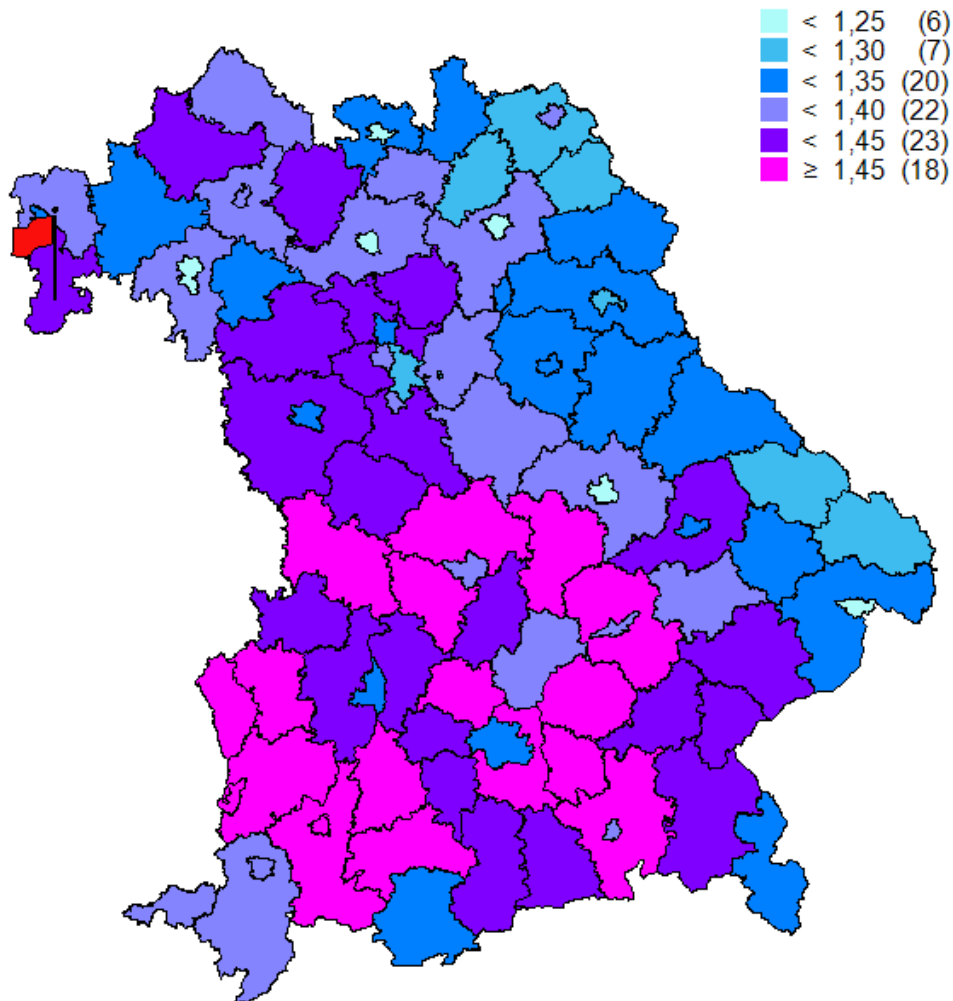 < 1,25 (6)
< 1,30 (7)
< 1,35 (20)
< 1,40 (22)
< 1,45 (23)
≥ 1,45 (18)